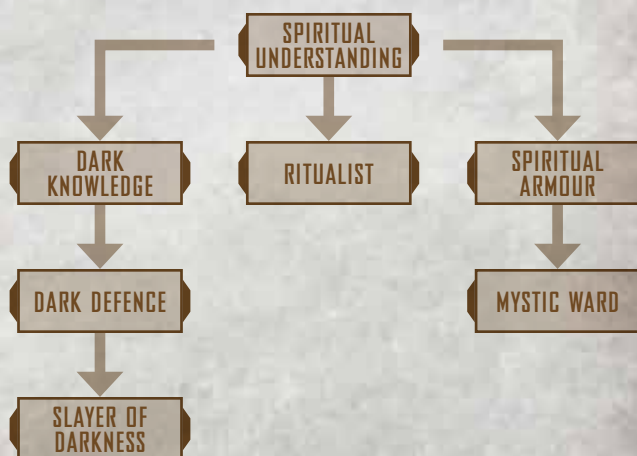 SPIRITUAL
UNDERSTANDING
DARK
KNOWLEDGE
RITUALIST
SPIRITUAL
ARMOUR
DARK DEFENCE
MYSTIC WARD
SLAYER OF
DARKNESS